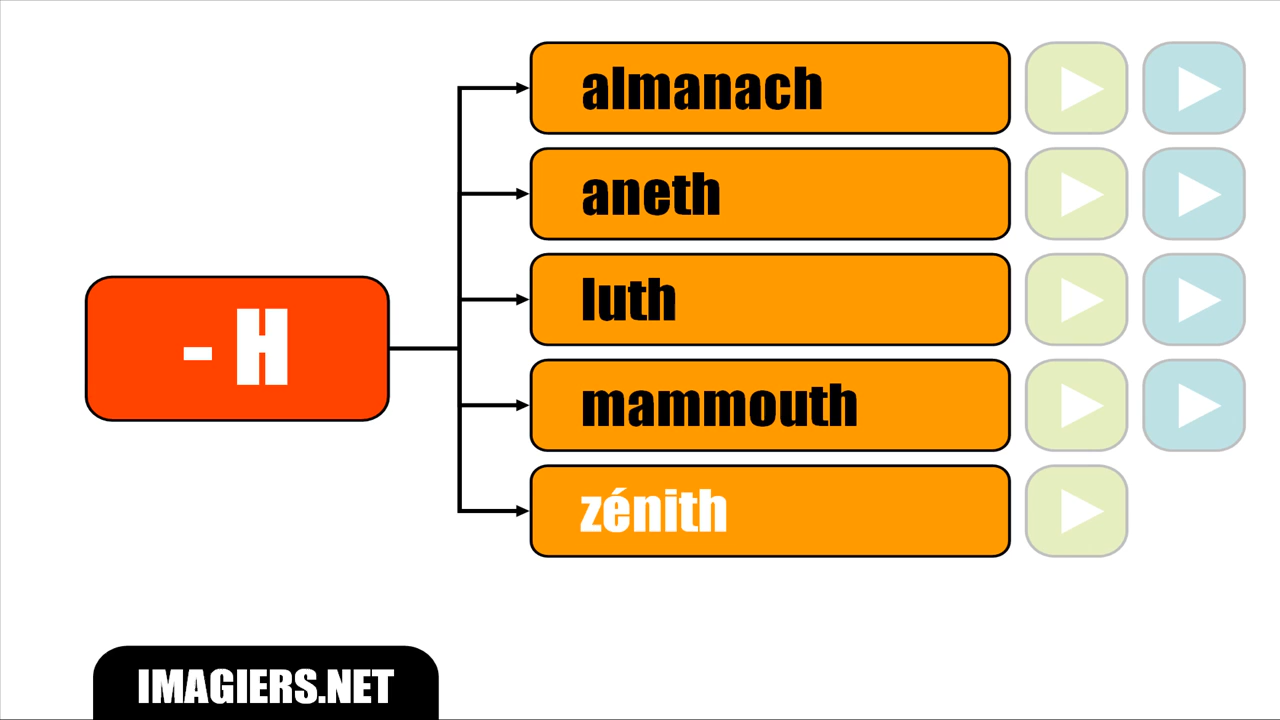 - H
almanach
aneth
luth
mammouth
zénith
IMAGIERS.NET